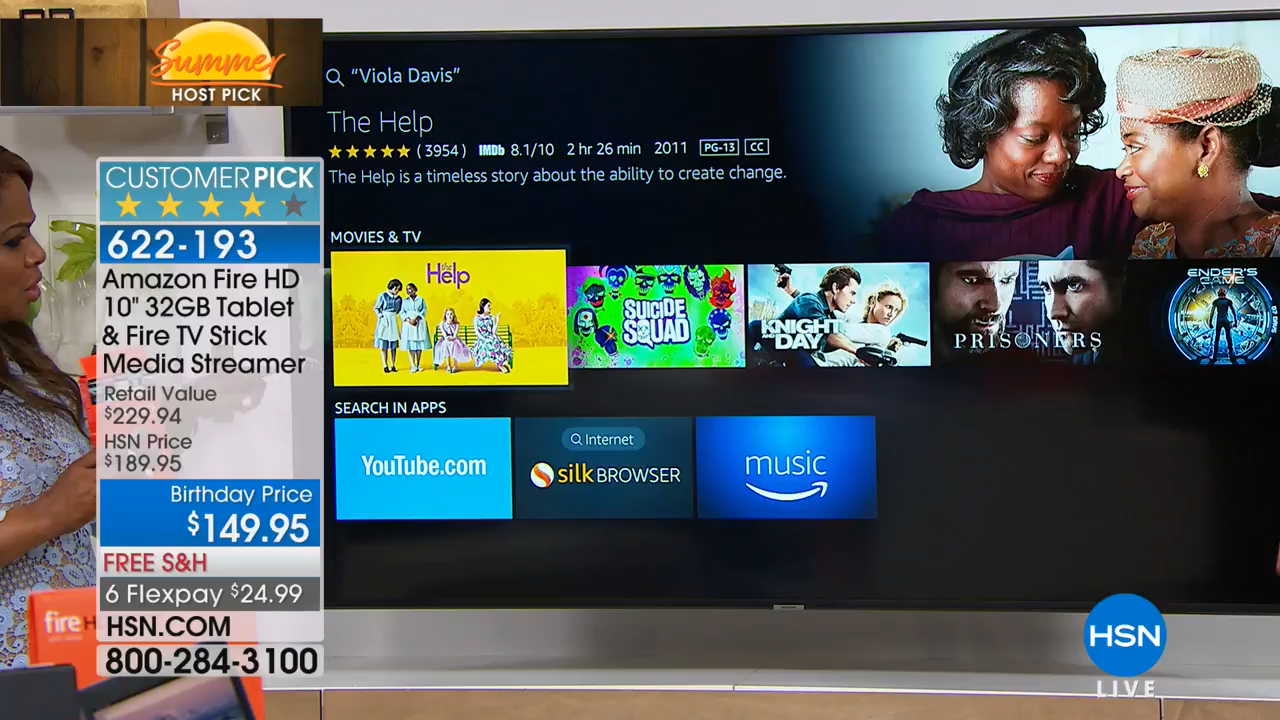 Summer
HOST PICK
CUSTOMER PICK
622-193
Amazon Fire HD
10" 32GB Tablet
& Fire TV Stick
Media Streamer
Retail Value
$229.94
HSN Price
$189.95
Birthday Price
$149.95
FREE S&H
6 Flexpay $24.99
HSN.COM
800-284-3100
fire H
"Viola Davis"
The Help
(3954) IMDb 8.1/10 2 hr 26 min 2011 PG-13 CC
The Help is a timeless story about the ability to create change.
MOVIES & TV
the Help
SUICIDE SQUAD
KNIGHT AND DAY
PRISONERS
ENDER'S GAME
SEARCH IN APPS
YouTube.com
Internet
silk BROWSER
music
HSN
LIVE